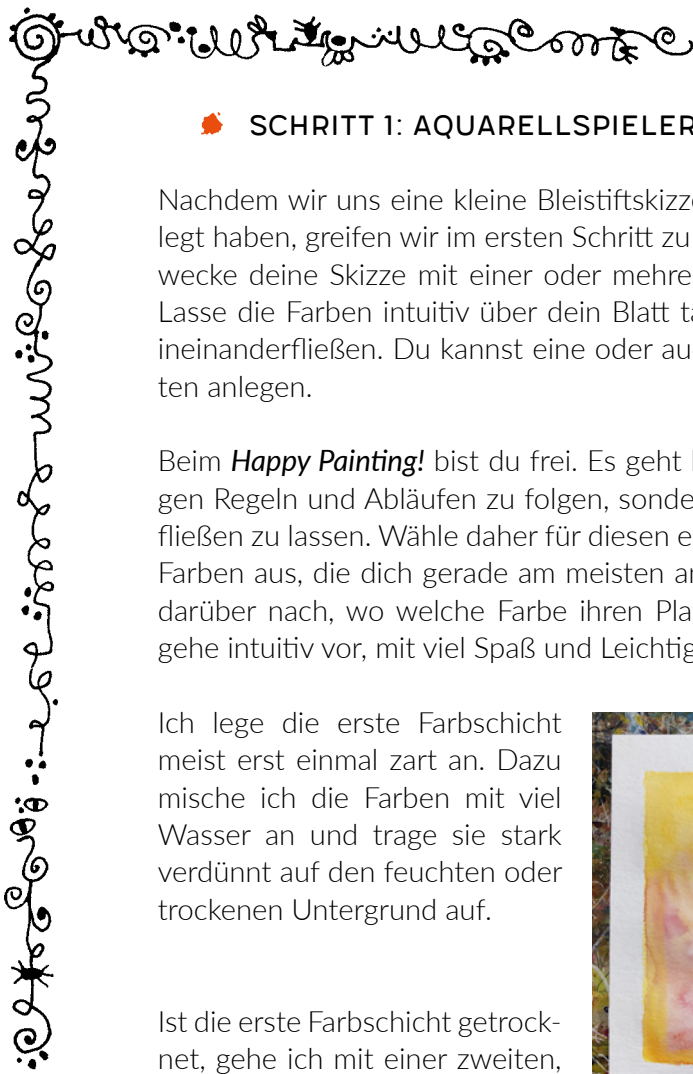 SCHRITT 1: AQUARELLSPIELER
Nachdem wir uns eine kleine Bleistiftskizze
legt haben, greifen wir im ersten Schritt zu
wecke deine Skizze mit einer oder mehre
Lasse die Farben intuitiv über dein Blatt ta
ineinanderfließen. Du kannst eine oder au
ten anlegen.
Beim Happy Painting! bist du frei. Es geht
gen Regeln und Abläufen zu folgen, sonde
fließen zu lassen. Wähle daher für diesen e
Farben aus, die dich gerade am meisten an
darüber nach, wo welche Farbe ihren Pla
gehe intuitiv vor, mit viel Spaß und Leichtig
Ich lege die erste Farbschicht
meist erst einmal zart an. Dazu
mische ich die Farben mit viel
Wasser an und trage sie stark
verdünnt auf den feuchten oder
trockenen Untergrund auf.
Ist die erste Farbschicht getrock-
net, gehe ich mit einer zweiten,